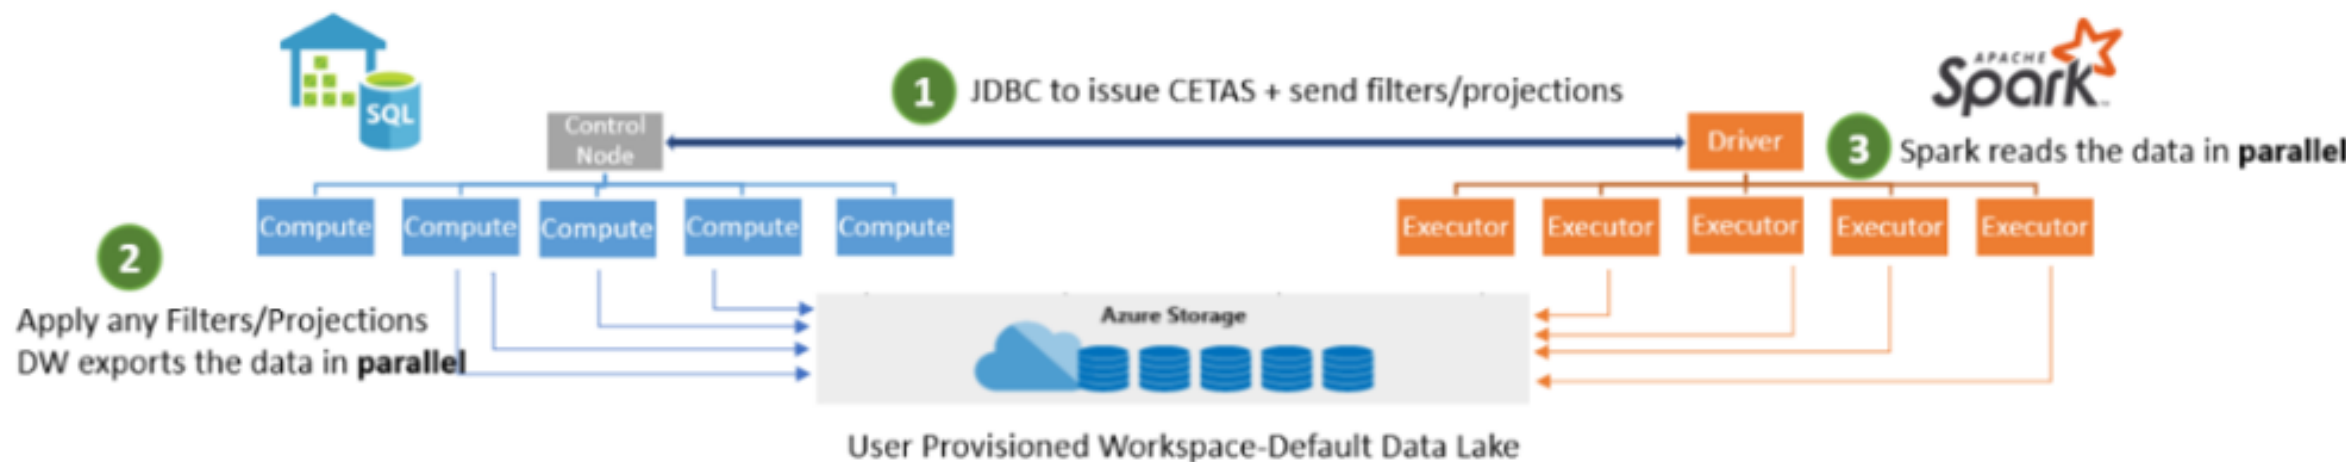 APACHE
Spark
SQL
1 JDBC to issue CETAS + send filters/projections
Control
Node
Driver
3 Spark reads the data in parallel
Compute Compute Compute Compute Compute
Executor Executor Executor Executor Executor
2
Apply any Filters/Projections
DW exports the data in parallel
Azure Storage
User Provisioned Workspace-Default Data Lake